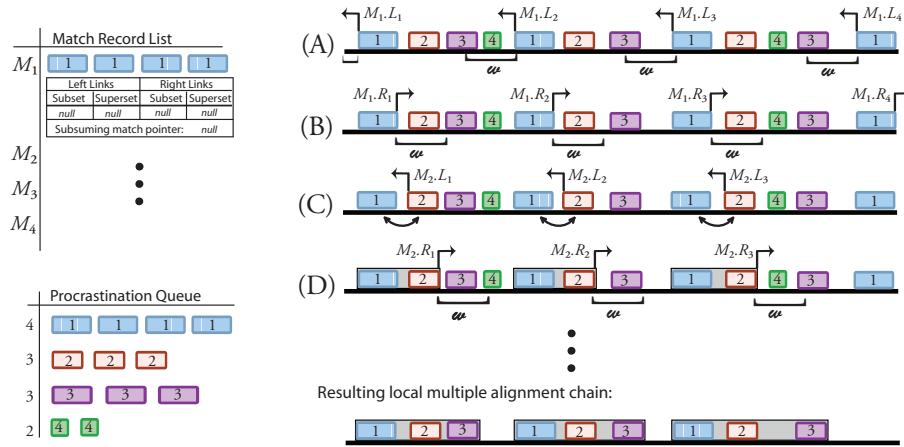 Match Record List
M1
1 1 1 1
Left Links Right Links
Subset Superset Subset Superset
null null null null
Subsuming match pointer: null
M2
M3
M4
Procrastination Queue
4 1 1 1 1
3 2 2 2
3 3 3 3
2 4 4
M1.L1 M1.L2 M1.L3 M1.L4
(A) 1 2 3 4 1 2 3 1 2 4 3 1
w w w
M1.R1 M1.R2 M1.R3 M1.R4
(B) 1 2 3 4 1 2 3 1 2 4 3 1
w w w
M2.L1 M2.L2 M2.L3
(C) 1 2 3 4 1 2 3 1 2 4 3 1
M2.R1 M2.R2 M2.R3
(D) 1 2 3 4 1 2 3 1 2 4 3 1
w w w
Resulting local multiple alignment chain:
1 2 3 1 2 3 1 2 3